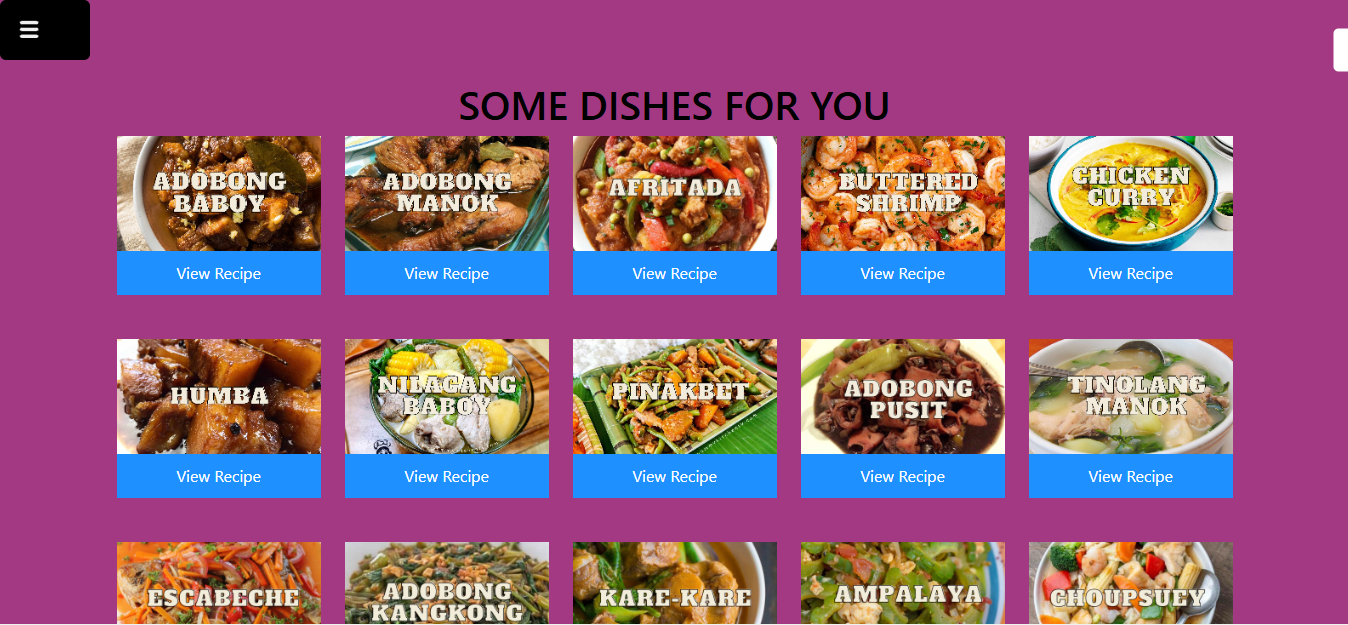 SOME DISHES FOR YOU
ADOBONG
BABOY
ADOBONG
MANOK
AFRITADA
BUTTERED
SHRIMP
CHICKEN
CURRY
View Recipe
View Recipe
View Recipe
View Recipe
View Recipe
HUMBA
NILAGANG
BABOY
PINAKBET
ADOBONG
PUSIT
TINOLANG
MANOK
View Recipe
View Recipe
View Recipe
View Recipe
View Recipe
ESCABECHE
ADOBONG
KANGKONG
KARE-KARE
AMPALAYA
CHOUPSUEY